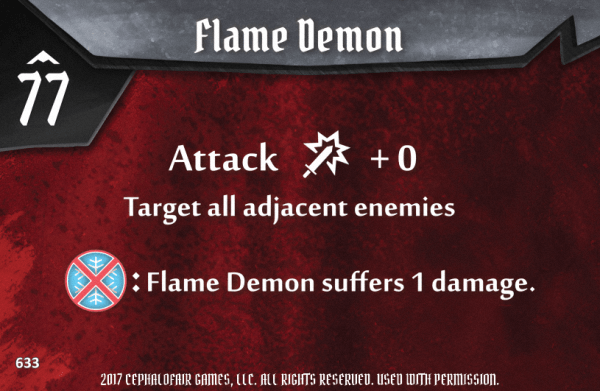 Flame Demon
77
Attack + 0
Target all adjacent enemies
: Flame Demon suffers 1 damage.
633
2017 CEPHALOFAIR GAMES, LLC. ALL RIGHTS RESERVED. USED WITH PERMISSION.